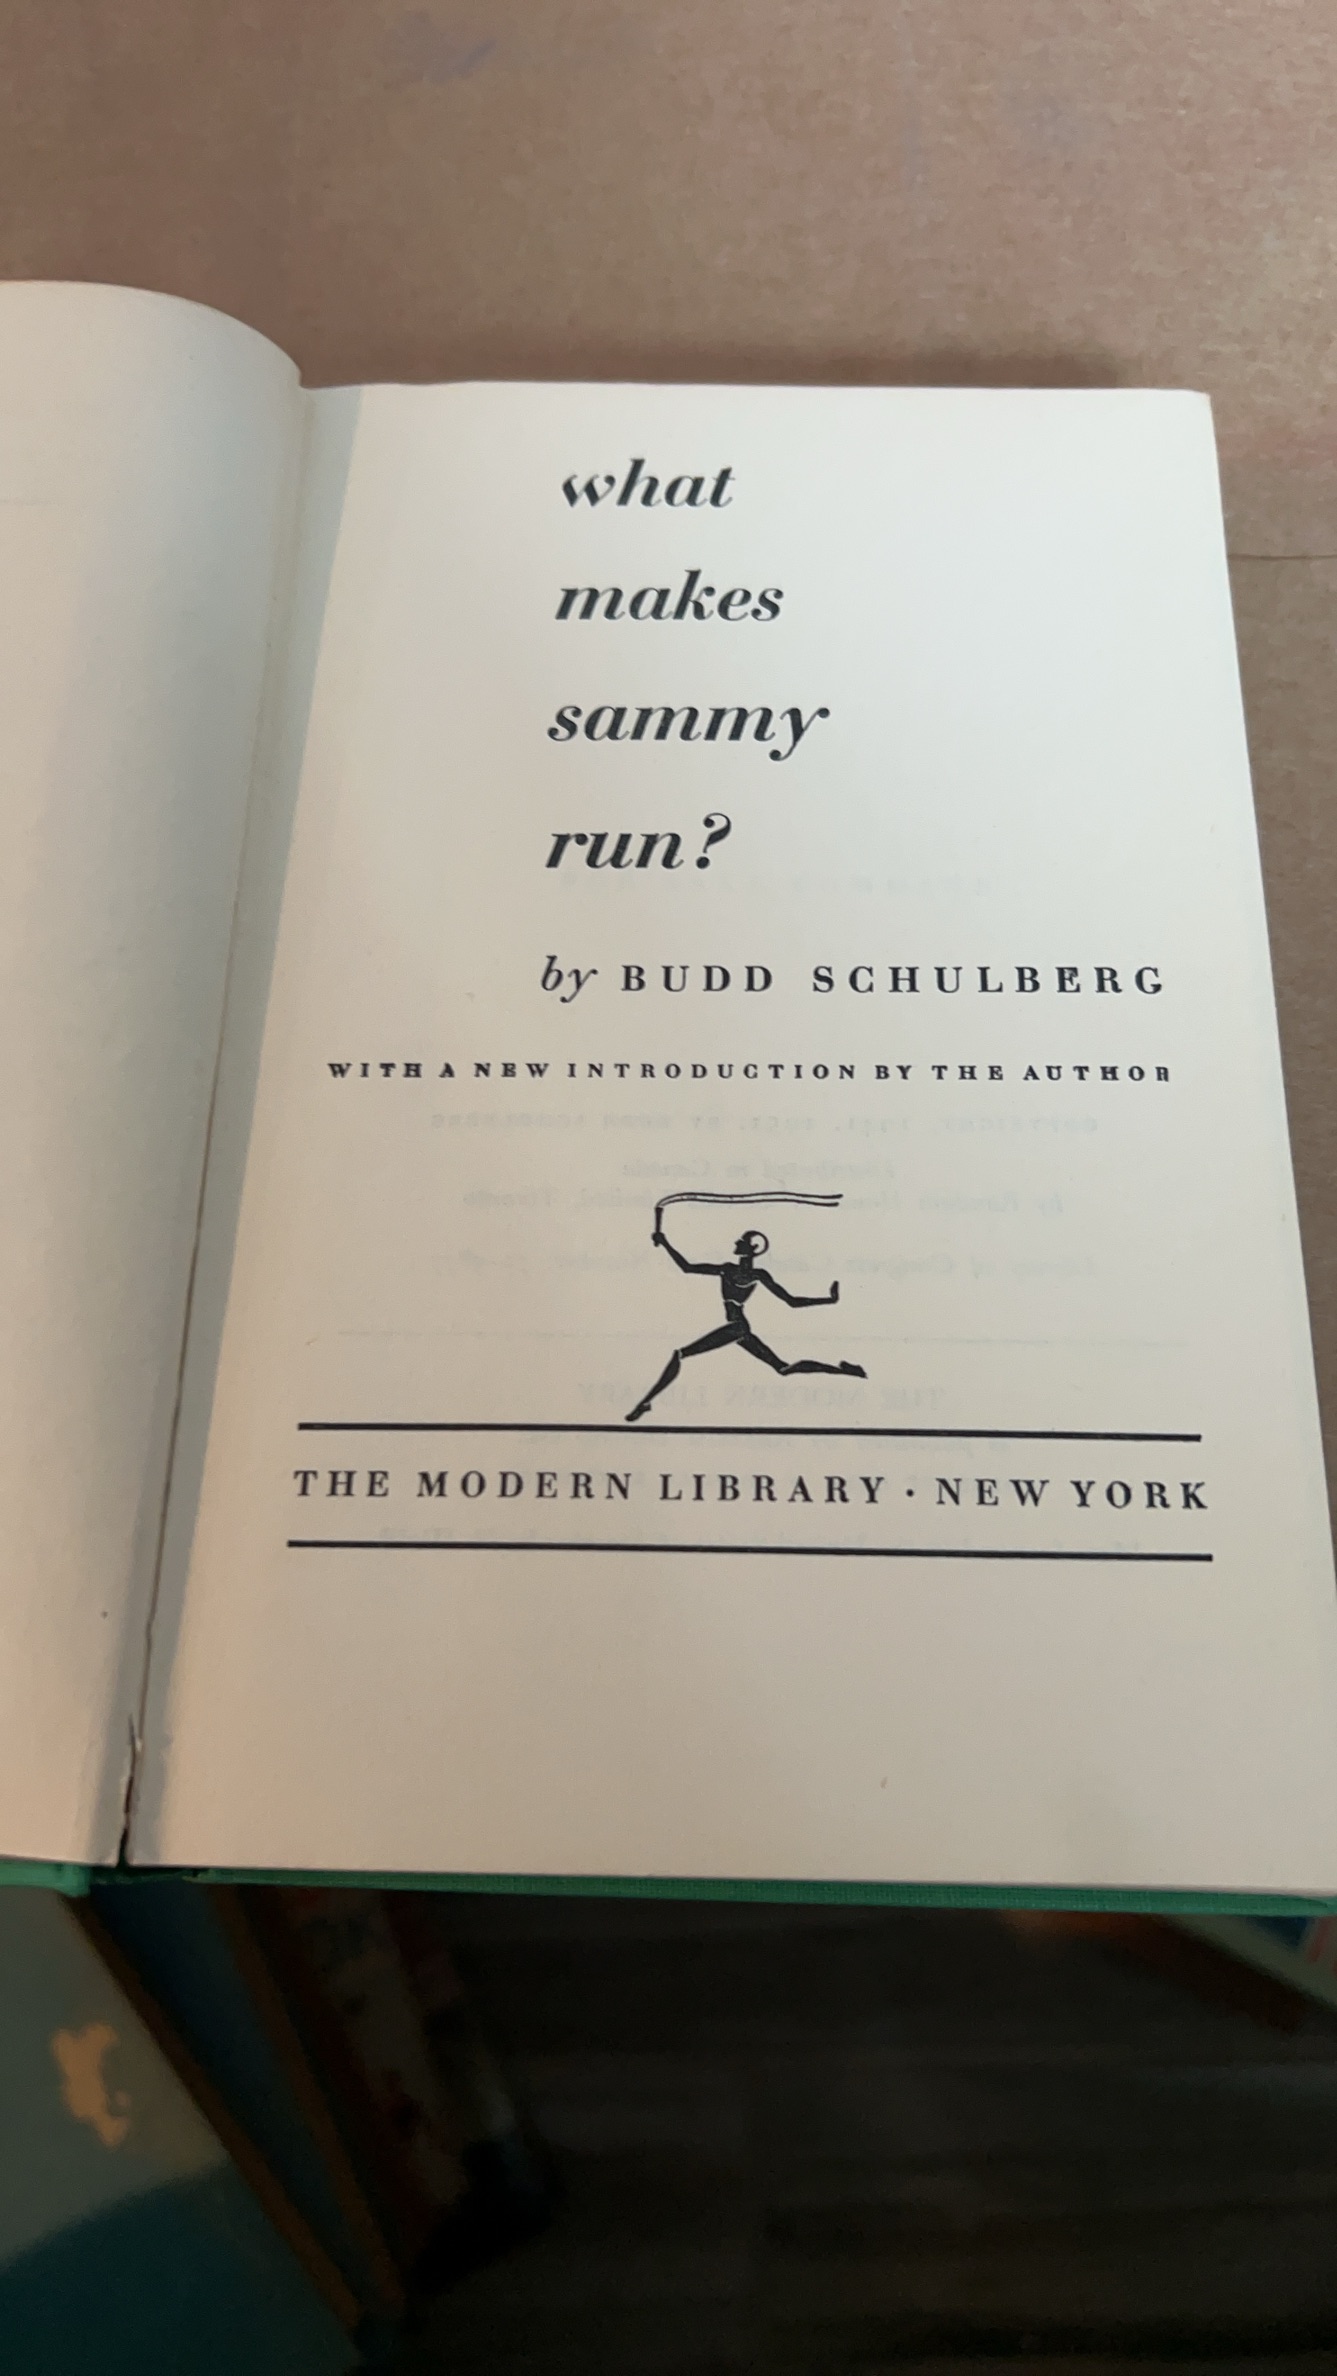 what
makes
sammy
run?
by BUDD SCHULBERG
WITH A NEW INTRODUCTION BY THE AUTHOR
THE MODERN LIBRARY · NEW YORK